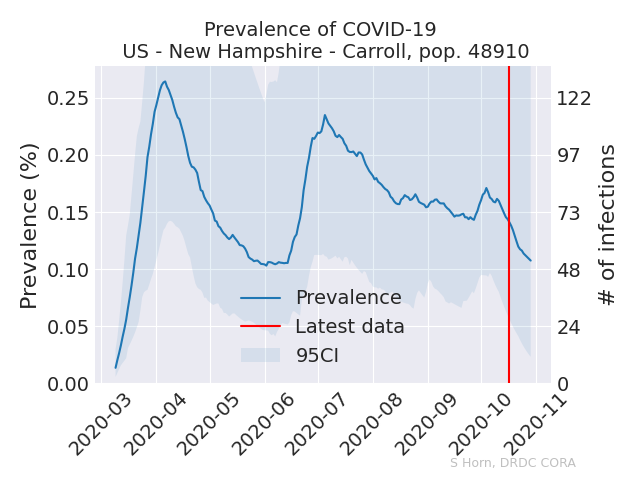 Prevalence of COVID-19
US - New Hampshire - Carroll, pop. 48910
Prevalence (%)
0.25
0.20
0.15
0.10
0.05
0.00
122
97
73
48
24
0
# of infections
Prevalence
Latest data
95CI
2020-03
2020-04
2020-05
2020-06
2020-07
2020-08
2020-09
2020-10
2020-11
S Horn, DRDC CORA